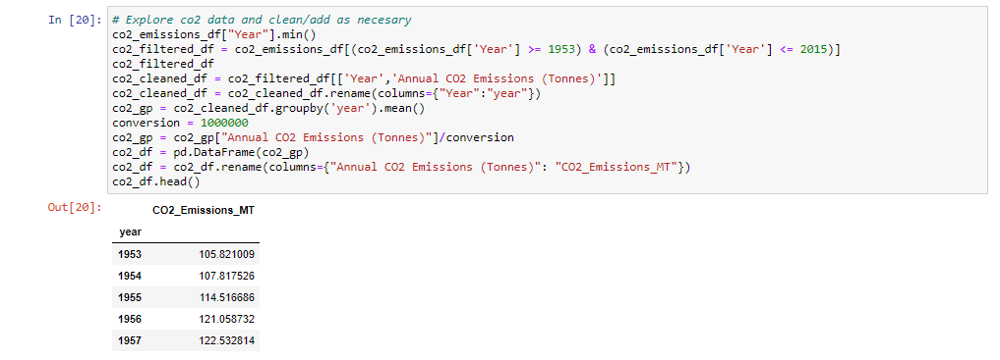 In [20]: # Explore co2 data and clean/add as necesary
co2_emissions_df["Year"].min()
co2_filtered_df = co2_emissions_df[(co2_emissions_df['Year'] >= 1953) & (co2_emissions_df['Year'] <= 2015)]
co2_filtered_df
co2_cleaned_df = co2_filtered_df[['Year','Annual CO2 Emissions (Tonnes)']]
co2_cleaned_df = co2_cleaned_df.rename(columns={"Year":"year"})
co2_gp = co2_cleaned_df.groupby('year').mean()
conversion = 1000000
co2_gp = co2_gp["Annual CO2 Emissions (Tonnes)"]/conversion
co2_df = pd.DataFrame(co2_gp)
co2_df = co2_df.rename(columns={"Annual CO2 Emissions (Tonnes)": "CO2_Emissions_MT"})
co2_df.head()
Out[20]:
CO2_Emissions_MT
year
1953 105.821009
1954 107.817526
1955 114.516686
1956 121.058732
1957 122.532814